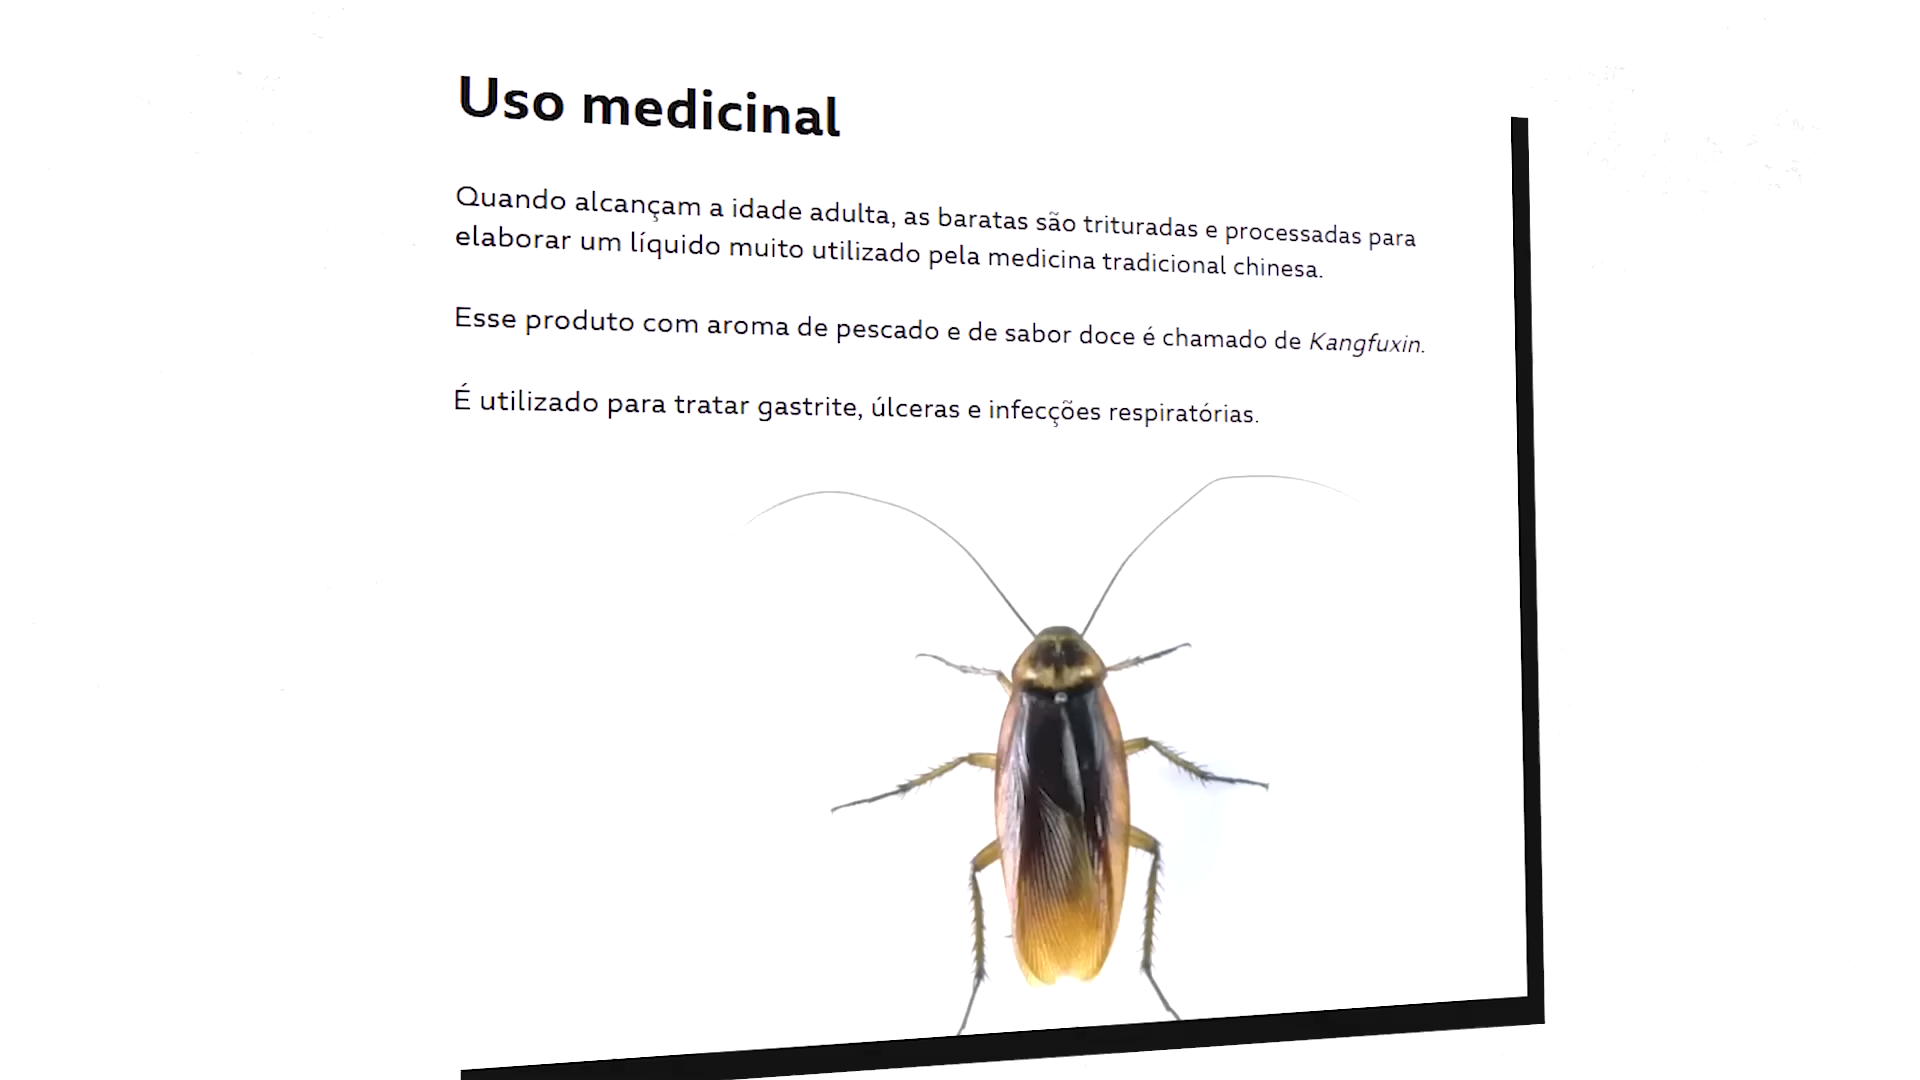 Uso medicinal
Quando alcançam a idade adulta, as baratas são trituradas e processadas para
elaborar um líquido muito utilizado pela medicina tradicional chinesa.
Esse produto com aroma de pescado e de sabor doce é chamado de Kangfuxin.
É utilizado para tratar gastrite, úlceras e infecções respiratórias.